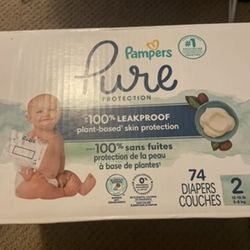 Pampers
Pure
PROTECTION
#1
100% LEAKPROOF
plant-based* skin protection
100% sans fuites
protection de la peau
à base de plantes*
0%
74
DIAPERS
COUCHES
2